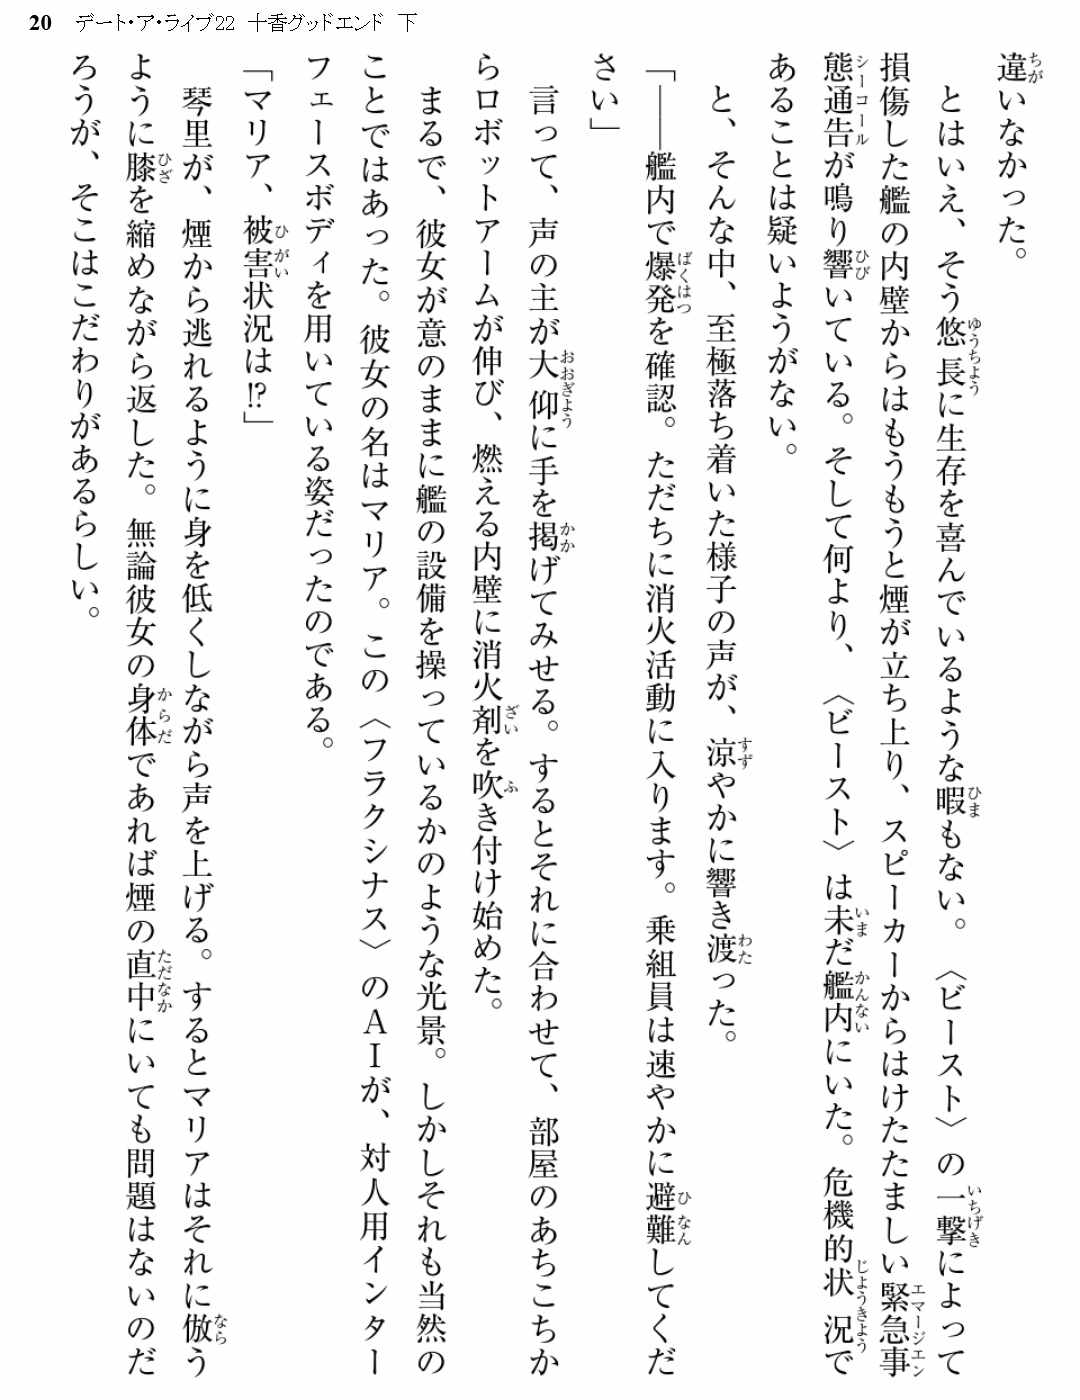 20 デート・ア・ライブ22 十香グッドエンド 下
違いなかった。
とはいえ、そう悠長に生存を喜んでいるような暇もない。〈ビースト〉の一撃によって
損傷した艦の内壁からはもうもうと煙が立ち上り、スピーカーからはけたたましい緊急事
態通告が鳴り響いている。そして何より、〈ビースト〉は未だ艦内にいた。危機的状況で
あることは疑いようがない。
と、そんな中、至極落ち着いた様子の声が、涼やかに響き渡った。
「――艦内で爆発を確認。ただちに消火活動に入ります。乗組員は速やかに避難してくだ
さい」
言って、声の主が大仰に手を掲げてみせる。するとそれに合わせて、部屋のあちこちか
らロボットアームが伸び、燃える内壁に消火剤を吹き付け始めた。
まるで、彼女が意のままに艦の設備を操っているかのような光景。しかしそれも当然の
ことではあった。彼女の名はマリア。この〈フラクシナス〉のAIが、対人用インター
フェースボディを用いている姿だったのである。
「マリア、被害状況は!?」
琴里が、煙から逃れるように身を低くしながら声を上げる。するとマリアはそれに倣う
ように膝を縮めながら返した。無論彼女の身体であれば煙の直中にいても問題はないのだ
ろうが、そこはこだわりがあるらしい。